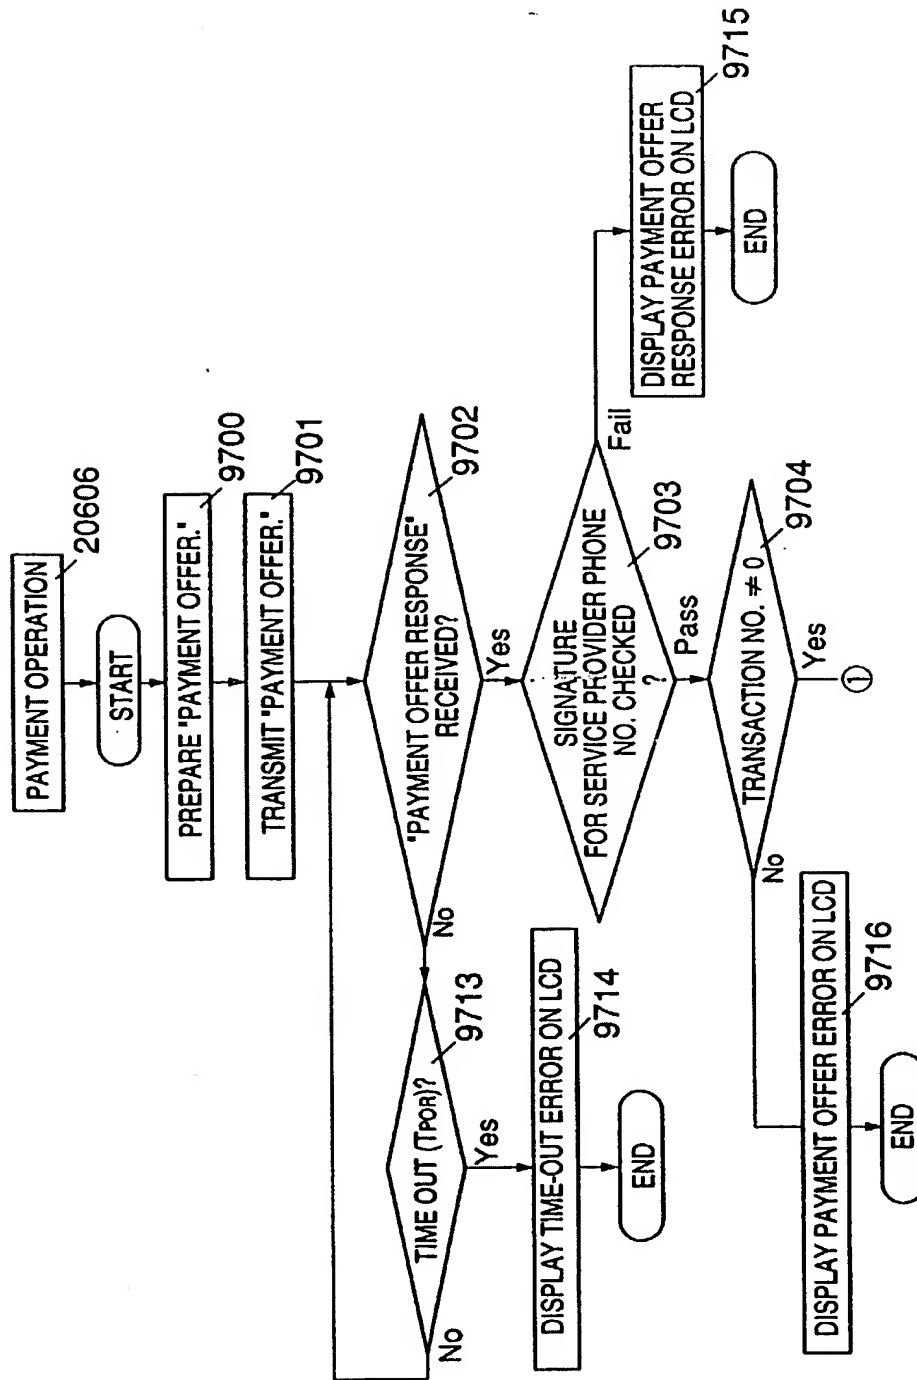 PAYMENT OPERATION
20606
START
PREPARE "PAYMENT OFFER."
9700
TRANSMIT "PAYMENT OFFER."
9701
"PAYMENT OFFER RESPONSE"
RECEIVED?
9702
No
Yes
TIME OUT (TPOR)?
9713
No
Yes
DISPLAY TIME-OUT ERROR ON LCD
9714
END
SIGNATURE
FOR SERVICE PROVIDER PHONE
NO. CHECKED
?
9703
Fail
Pass
DISPLAY PAYMENT OFFER
RESPONSE ERROR ON LCD
9715
END
TRANSACTION NO. ≠ 0
9704
No
Yes
①
DISPLAY PAYMENT OFFER ERROR ON LCD
9716
END